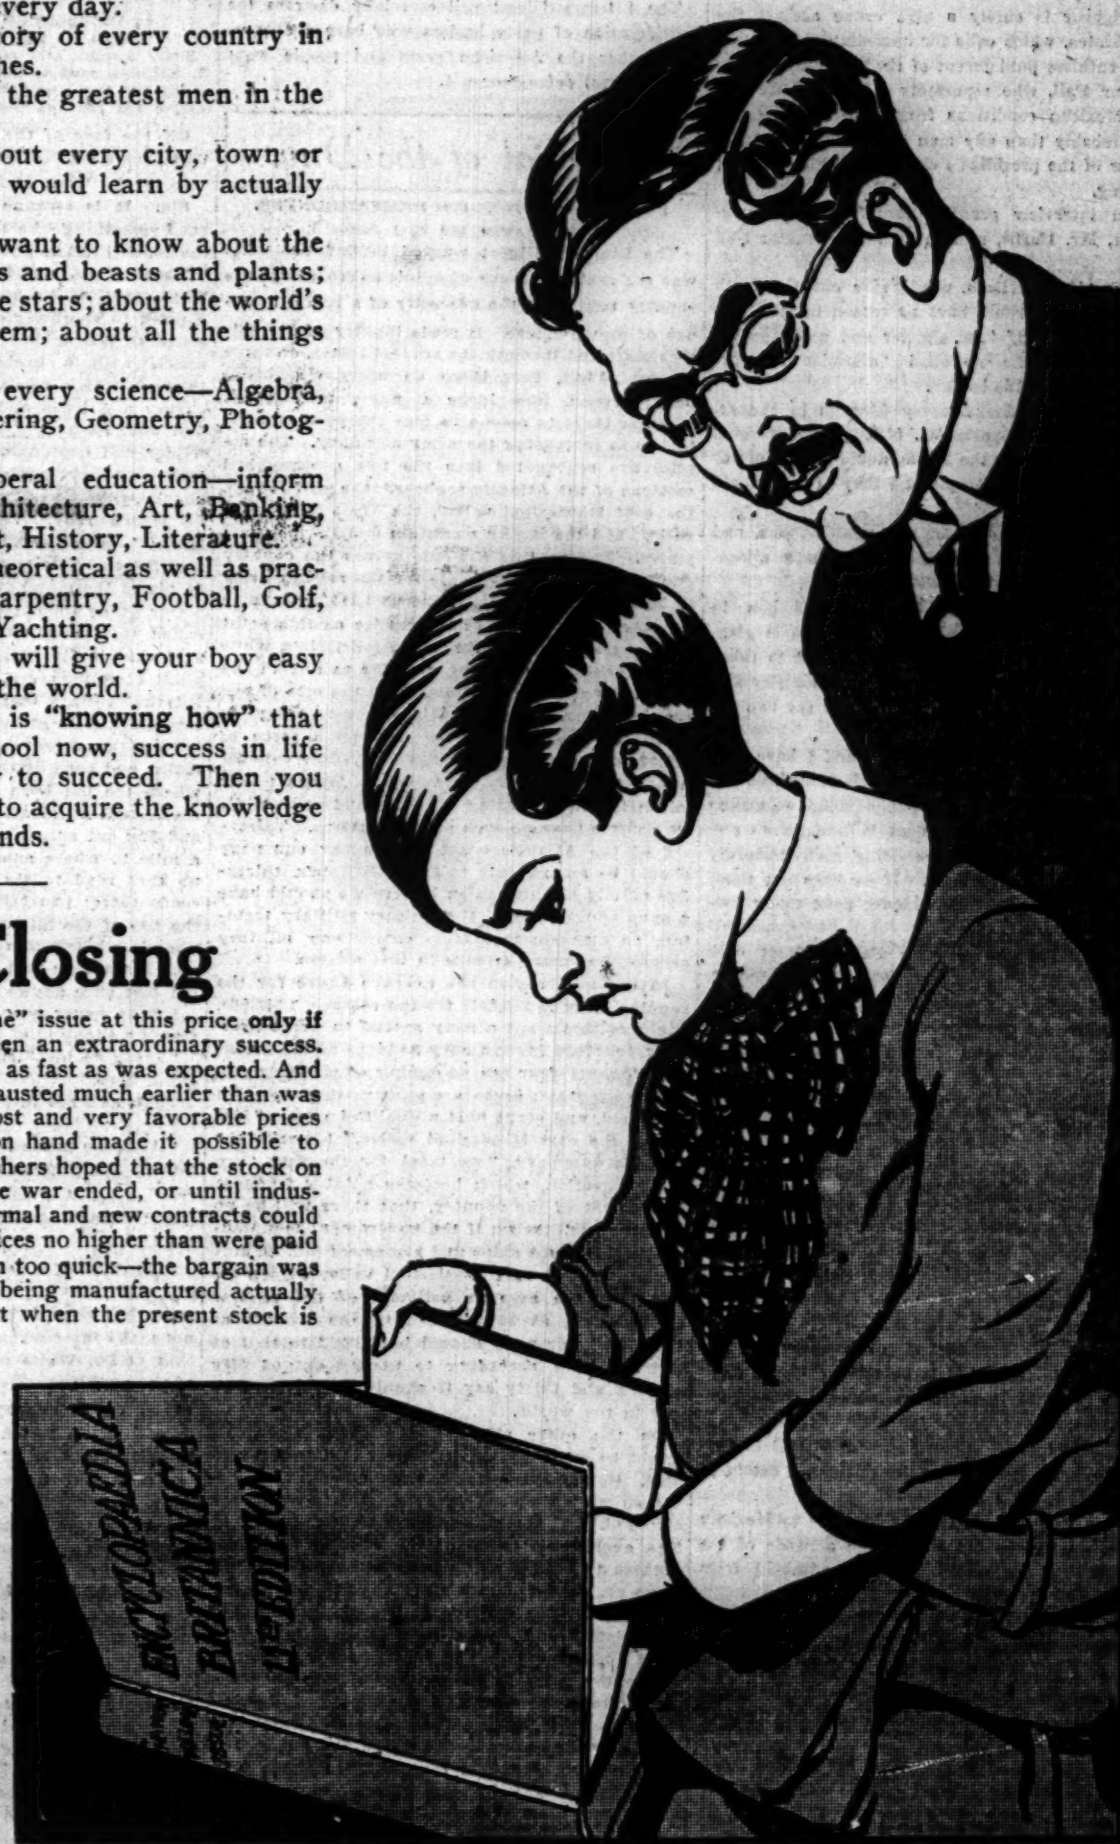 very day.
ory of every country in
nes.
the greatest men in the
out every city, town or
would learn by actually
want to know about the
s and beasts and plants;
e stars; about the world's
em; about all the things
every science—Algebra,
ering, Geometry, Photog-
beral education—inform
hitecture, Art, Banking,
t, History, Literature.
heoretical as well as prac-
arpentry, Football, Golf,
Yachting.
will give your boy easy
the world.
is “knowing how” that
ool now, success in life
to succeed. Then you
to acquire the knowledge
nds.
Closing
ne” issue at this price only if
en an extraordinary success.
as fast as was expected. And
austed much earlier than was
ost and very favorable prices
on hand made it possible to
hers hoped that the stock on
e war ended, or until indus-
rmal and new contracts could
ices no higher than were paid
n too quick—the bargain was
being manufactured actually
t when the present stock is
ENCYCLOPAEDIA
BRITANNICA
11th EDITION